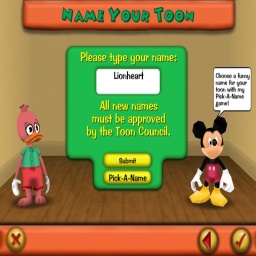 Name Your Toon
Please type your name:
Lionheart
All new names
must be approved
by the Toon Council.
Submit
Pick-A-Name
Choose a funny
name for your
toon with my
Pick-A-Name
game!